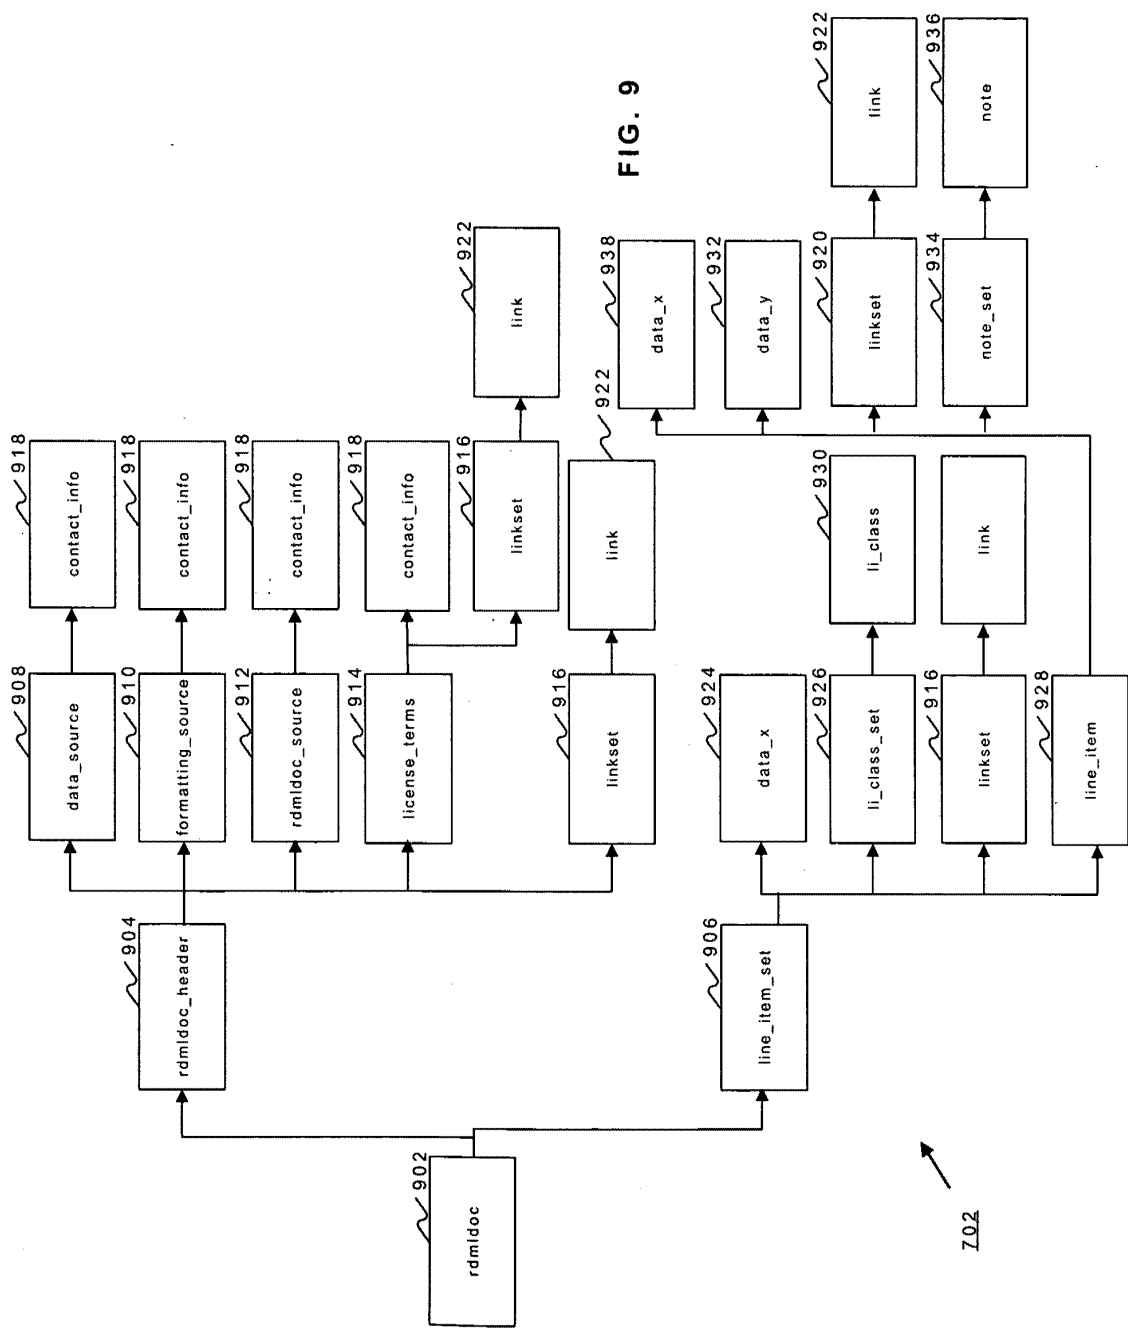 FIG. 9
702
902
rdmldoc
904
rdmldoc_header
906
line_item_set
908
data_source
910
formatting_source
912
rdmldoc_source
914
license_terms
916
linkset
924
data_x
926
li_class_set
916
linkset
928
line_item
918
contact_info
918
contact_info
918
contact_info
918
contact_info
916
linkset
922
link
930
li_class
link
922
link
938
data_x
932
data_y
920
linkset
934
note_set
922
link
936
note